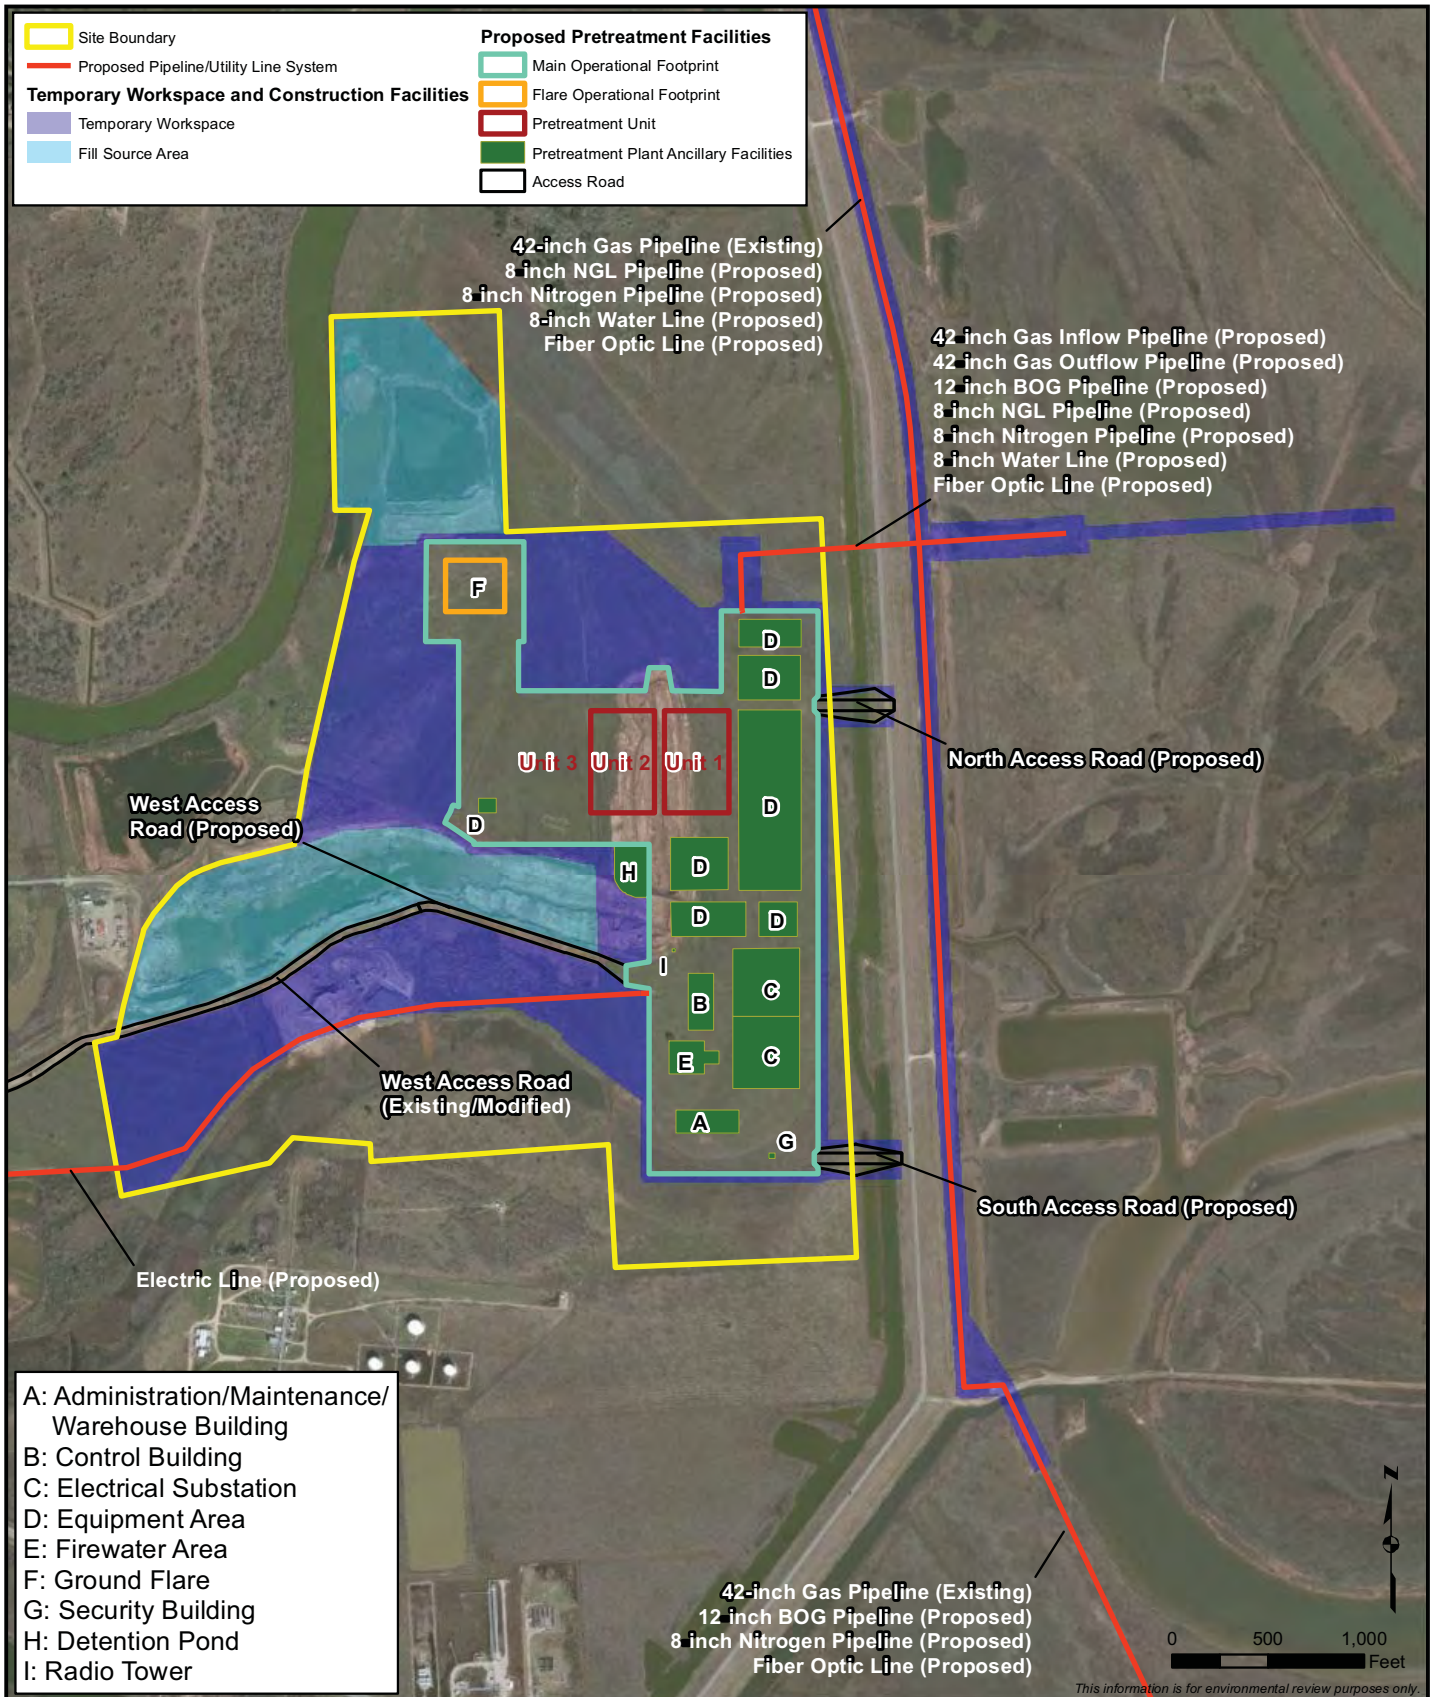 Site Boundary
Proposed Pipeline/Utility Line System
Temporary Workspace and Construction Facilities
Temporary Workspace
Fill Source Area
Proposed Pretreatment Facilities
Main Operational Footprint
Flare Operational Footprint
Pretreatment Unit
Pretreatment Plant Ancillary Facilities
Access Road
42-inch Gas Pipeline (Existing)
8-inch NGL Pipeline (Proposed)
8-inch Nitrogen Pipeline (Proposed)
8-inch Water Line (Proposed)
Fiber Optic Line (Proposed)
42-inch Gas Inflow Pipeline (Proposed)
42-inch Gas Outflow Pipeline (Proposed)
12-inch BOG Pipeline (Proposed)
8-inch NGL Pipeline (Proposed)
8-inch Nitrogen Pipeline (Proposed)
8-inch Water Line (Proposed)
Fiber Optic Line (Proposed)
F
D
D
North Access Road (Proposed)
Unit 3
Unit 2
Unit 1
D
West Access
Road (Proposed)
D
H
D
D
D
I
B
C
E
C
West Access Road
(Existing/Modified)
A
G
South Access Road (Proposed)
Electric Line (Proposed)
A: Administration/Maintenance/
Warehouse Building
B: Control Building
C: Electrical Substation
D: Equipment Area
E: Firewater Area
F: Ground Flare
G: Security Building
H: Detention Pond
I: Radio Tower
42-inch Gas Pipeline (Existing)
12-inch BOG Pipeline (Proposed)
8-inch Nitrogen Pipeline (Proposed)
Fiber Optic Line (Proposed)
N
0 500 1,000
Feet
This information is for environmental review purposes only.